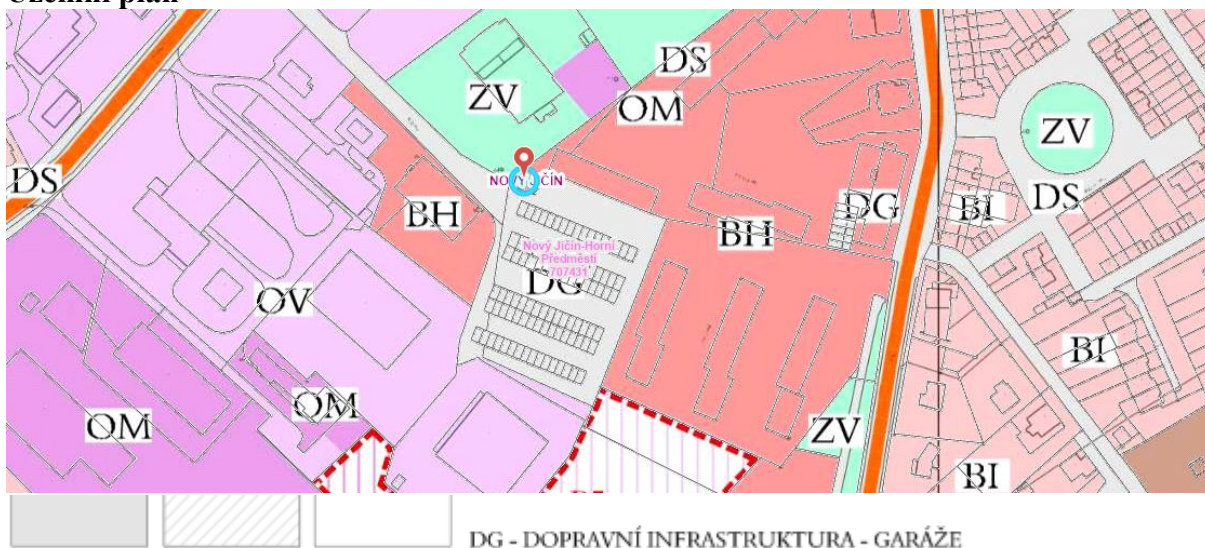 Územní plán
DS
ZV
OM
ZV
DS
NOVÝ JIČÍN
DS
BH
DG
BI
BH
Nový Jičín-Horní
Předměstí
707431
DG
OV
BI
OM
OM
ZV
BI
DG - DOPRAVNÍ INFRASTRUKTURA - GARÁŽE